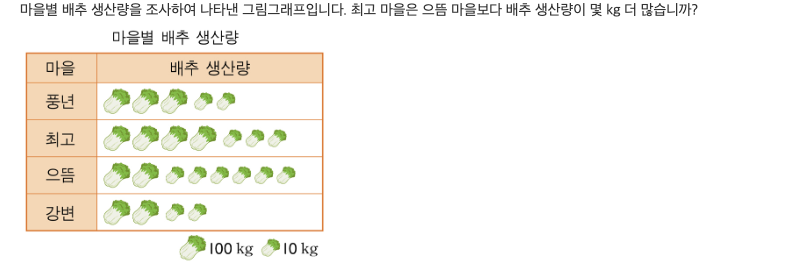 마을별 배추 생산량을 조사하여 나타낸 그림그래프입니다. 최고 마을은 으뜸 마을보다 배추 생산량이 몇 kg 더 많습니까?
마을별 배추 생산량
마을 배추 생산량
풍년
최고
으뜸
강변
100 kg 10 kg